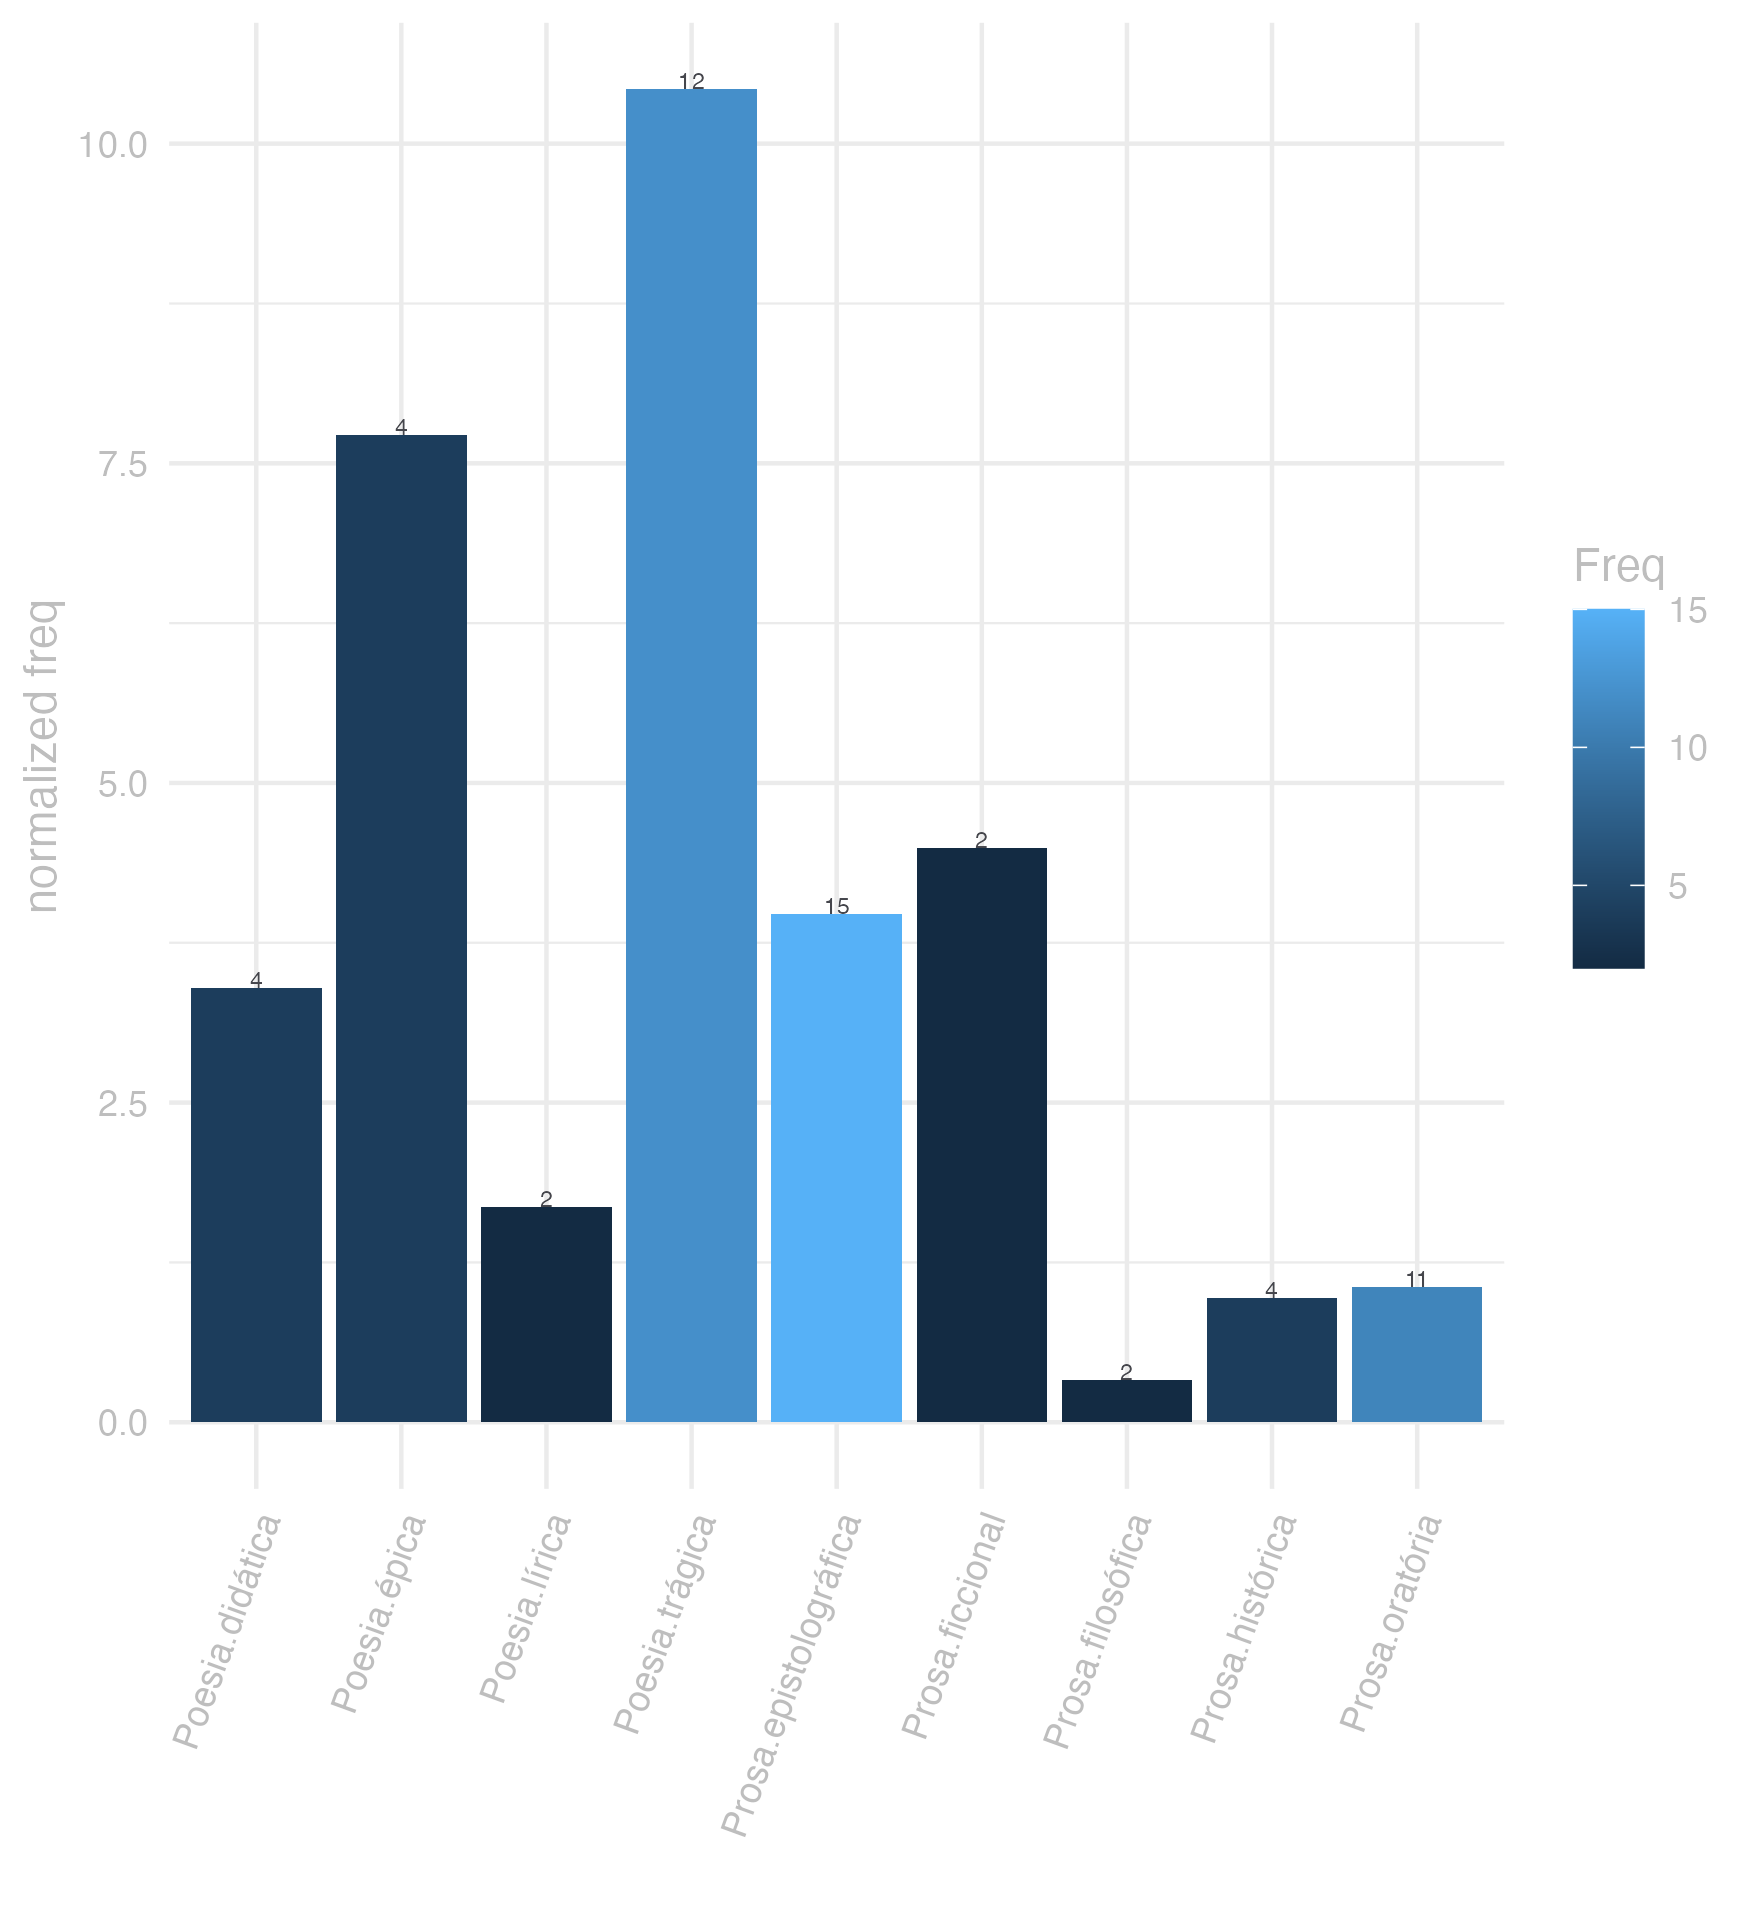 normalized freq
10.0
7.5
5.0
2.5
0.0
4
4
2
12
15
2
2
4
11
Poesia.didática
Poesia.épica
Poesia.lírica
Poesia.trágica
Prosa.epistolográfica
Prosa.ficcional
Prosa.filosófica
Prosa.histórica
Prosa.oratória
Freq
15
10
5